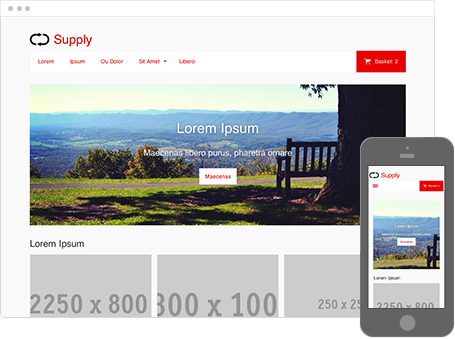 Supply
Lorem Ipsum Ou Dolor Sit Amet Libero Basket: 2
Lorem Ipsum
Maecenas libero purus, pharetra ornare
Maecenas
Lorem Ipsum
2250 x 800
800 x 100
250 x 25
Supply
Lorem Ipsum
Maecenas
Lorem Ipsum
2250 x 800